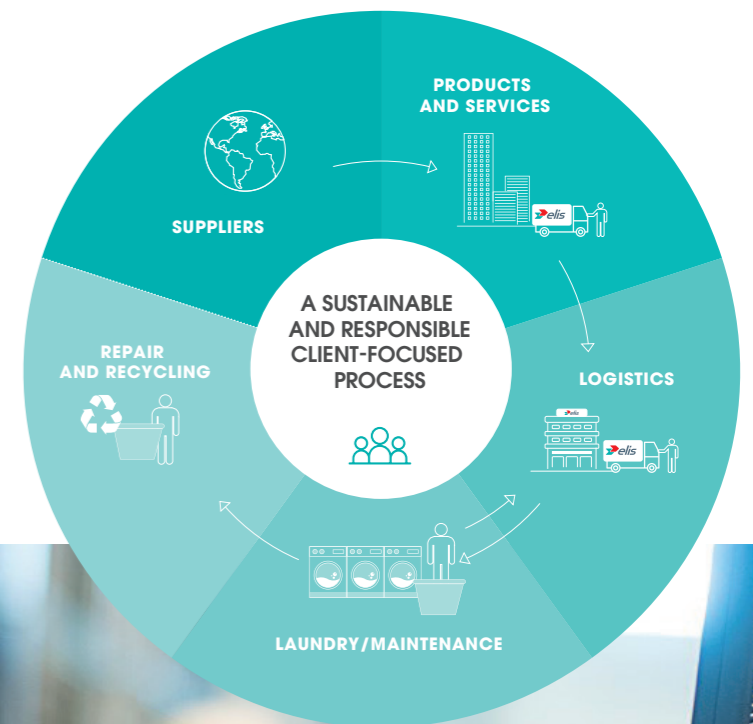 PRODUCTS
AND SERVICES
elis
SUPPLIERS
A SUSTAINABLE
AND RESPONSIBLE
CLIENT-FOCUSED
PROCESS
REPAIR
AND RECYCLING
LOGISTICS
elis
elis
LAUNDRY/MAINTENANCE